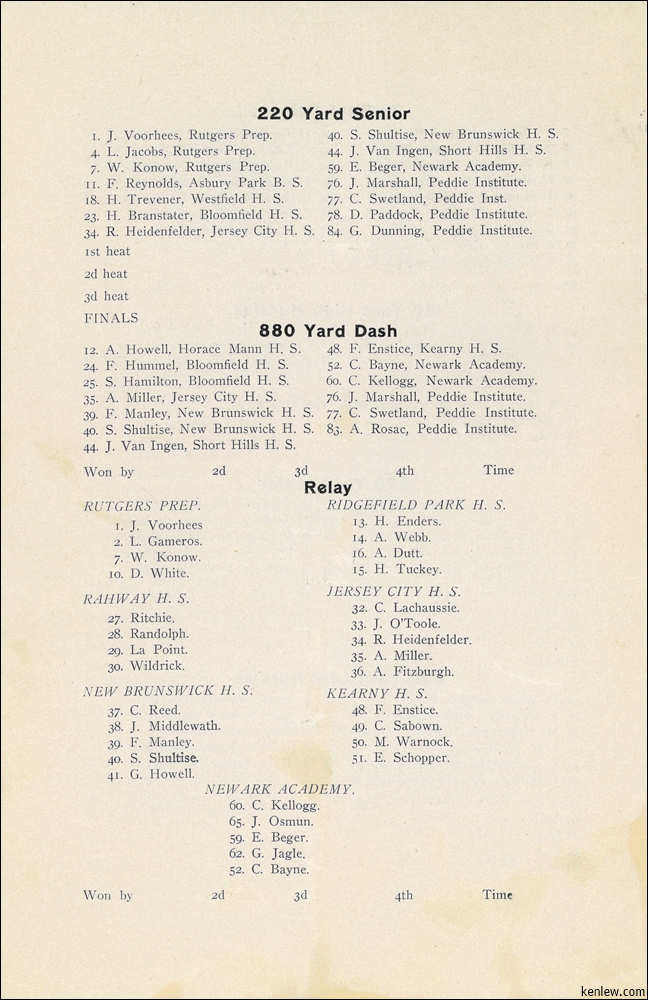 220 Yard Senior
1. J. Voorhees, Rutgers Prep.
4. L. Jacobs, Rutgers Prep.
7. W. Konow, Rutgers Prep.
11. F. Reynolds, Asbury Park B. S.
18. H. Trevener, Westfield H. S.
23. H. Branstater, Bloomfield H. S.
34. R. Heidenfelder, Jersey City H. S.
40. S. Shultise, New Brunswick H. S.
44. J. Van Ingen, Short Hills H. S.
59. E. Beger, Newark Academy.
76. J. Marshall, Peddie Institute.
77. C. Swetland, Peddie Inst.
78. D. Paddock, Peddie Institute.
84. G. Dunning, Peddie Institute.
1st heat
2d heat
3d heat
FINALS
880 Yard Dash
12. A. Howell, Horace Mann H. S.
24. F. Hummel, Bloomfield H. S.
25. S. Hamilton, Bloomfield H. S.
35. A. Miller, Jersey City H. S.
39. F. Manley, New Brunswick H. S.
40. S. Shultise, New Brunswick H. S.
44. J. Van Ingen, Short Hills H. S.
48. F. Enstice, Kearny H. S.
52. C. Bayne, Newark Academy.
60. C. Kellogg, Newark Academy.
76. J. Marshall, Peddie Institute.
77. C. Swetland, Peddie Institute.
83. A. Rosac, Peddie Institute.
Won by 2d 3d 4th Time
Relay
RUTGERS PREP.
1. J. Voorhees
2. L. Gameros.
7. W. Konow.
10. D. White.
RAHWAY H. S.
27. Ritchie.
28. Randolph.
29. La Point.
30. Wildrick.
NEW BRUNSWICK H. S.
37. C. Reed.
38. J. Middlewath.
39. F. Manley.
40. S. Shultise.
41. G. Howell.
RIDGEFIELD PARK H. S.
13. H. Enders.
14. A. Webb.
16. A. Dutt.
15. H. Tuckey.
JERSEY CITY H. S.
32. C. Lachaussie.
33. J. O'Toole.
34. R. Heidenfelder.
35. A. Miller.
36. A. Fitzburgh.
KEARNY H. S.
48. F. Enstice.
49. C. Sabown.
50. M. Warnock.
51. E. Schopper.
NEWARK ACADEMY.
60. C. Kellogg.
65. J. Osmun.
59. E. Beger.
62. G. Jagle.
52. C. Bayne.
Won by 2d 3d 4th Time
kenlew.com